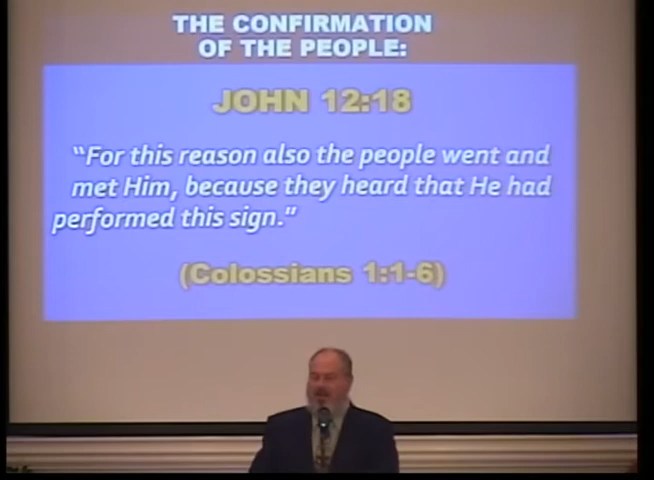 THE CONFIRMATION
OF THE PEOPLE:
JOHN 12:18
“For this reason also the people went and
met Him, because they heard that He had
performed this sign.”
(Colossians 1:1-6)